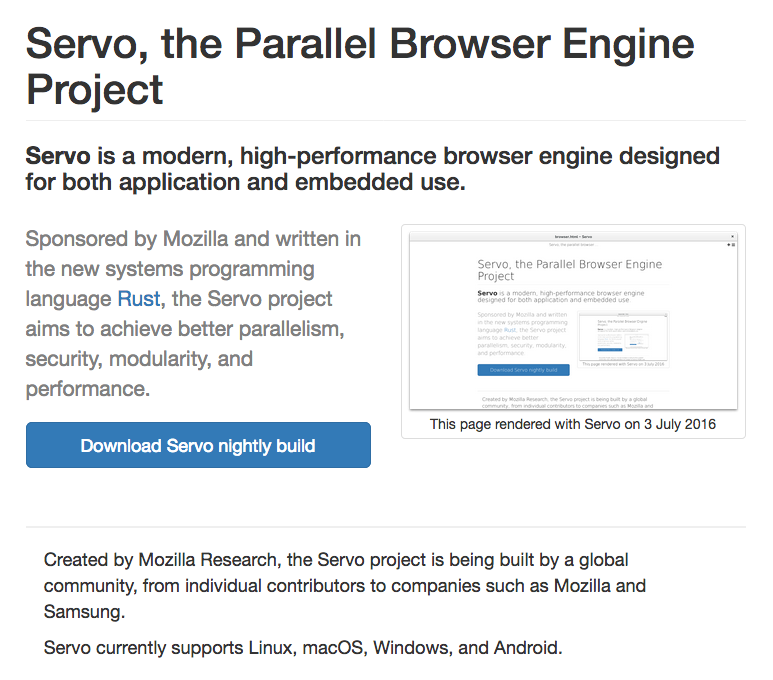 Servo, the Parallel Browser Engine
Project
Servo is a modern, high-performance browser engine designed
for both application and embedded use.
Sponsored by Mozilla and written in
the new systems programming
language Rust, the Servo project
aims to achieve better parallelism,
security, modularity, and
performance.
Download Servo nightly build
browser.html – Servo
Servo, the parallel browser
Servo, the Parallel Browser Engine
Project
Servo is a modern, high-performance browser engine
designed for both application and embedded use
Sponsored by Mozilla and written
in the new systems programming
language Rust, the Servo project
aims to achieve better
parallelism, security, modularity,
and performance
Download Servo nightly build
This page rendered with Servo on 3 July 2016
Created by Mozilla Research, the Servo project is being built by a global
community, from individual contributors to companies such as Mozilla and
This page rendered with Servo on 3 July 2016
Created by Mozilla Research, the Servo project is being built by a global
community, from individual contributors to companies such as Mozilla and
Samsung.
Servo currently supports Linux, macOS, Windows, and Android.